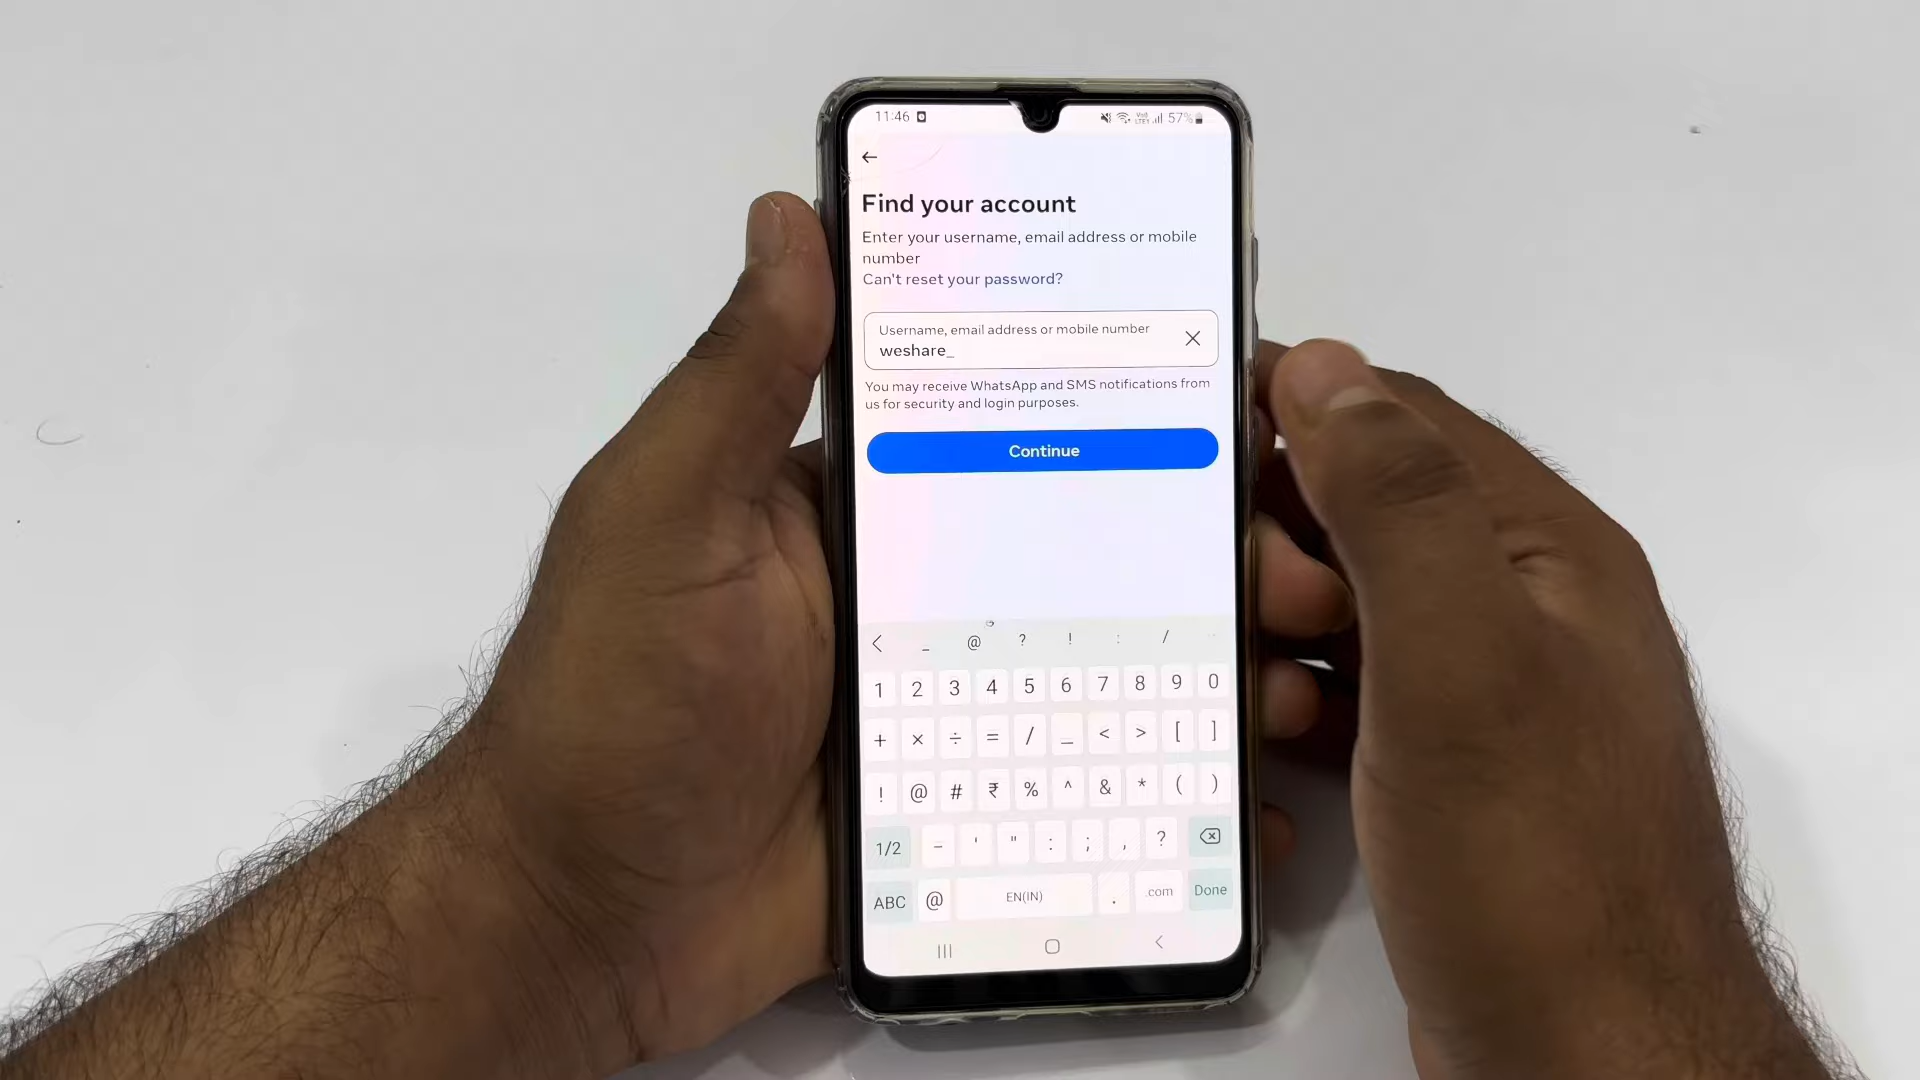 11:46 57%
Find your account
Enter your username, email address or mobile
number
Can't reset your password?
Username, email address or mobile number
weshare_
You may receive WhatsApp and SMS notifications from
us for security and login purposes.
Continue
_ @ ? ! : /
1 2 3 4 5 6 7 8 9 0
+ × ÷ = / _ < > [ ]
! @ # ₹ % ^ & * ( )
1/2 - ' " : ; , ?
ABC @ EN(IN) . .com Done